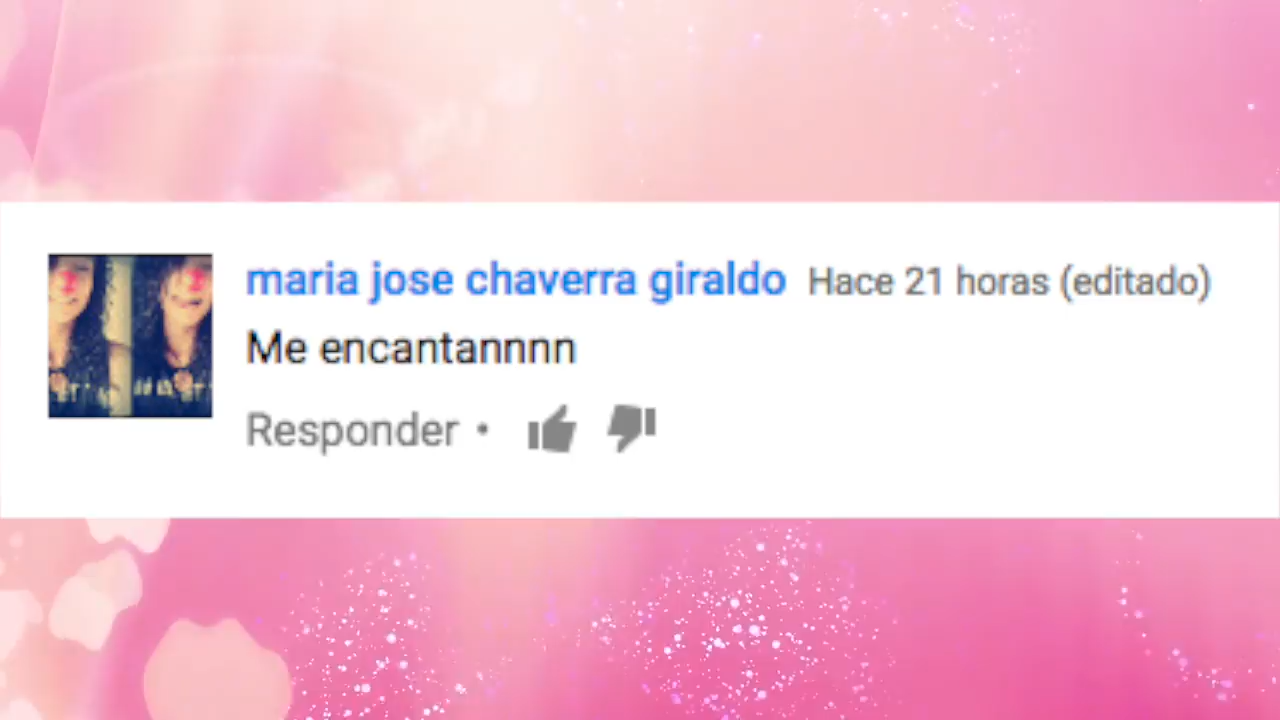 maria jose chaverra giraldo Hace 21 horas (editado)
Me encantannnn
Responder •